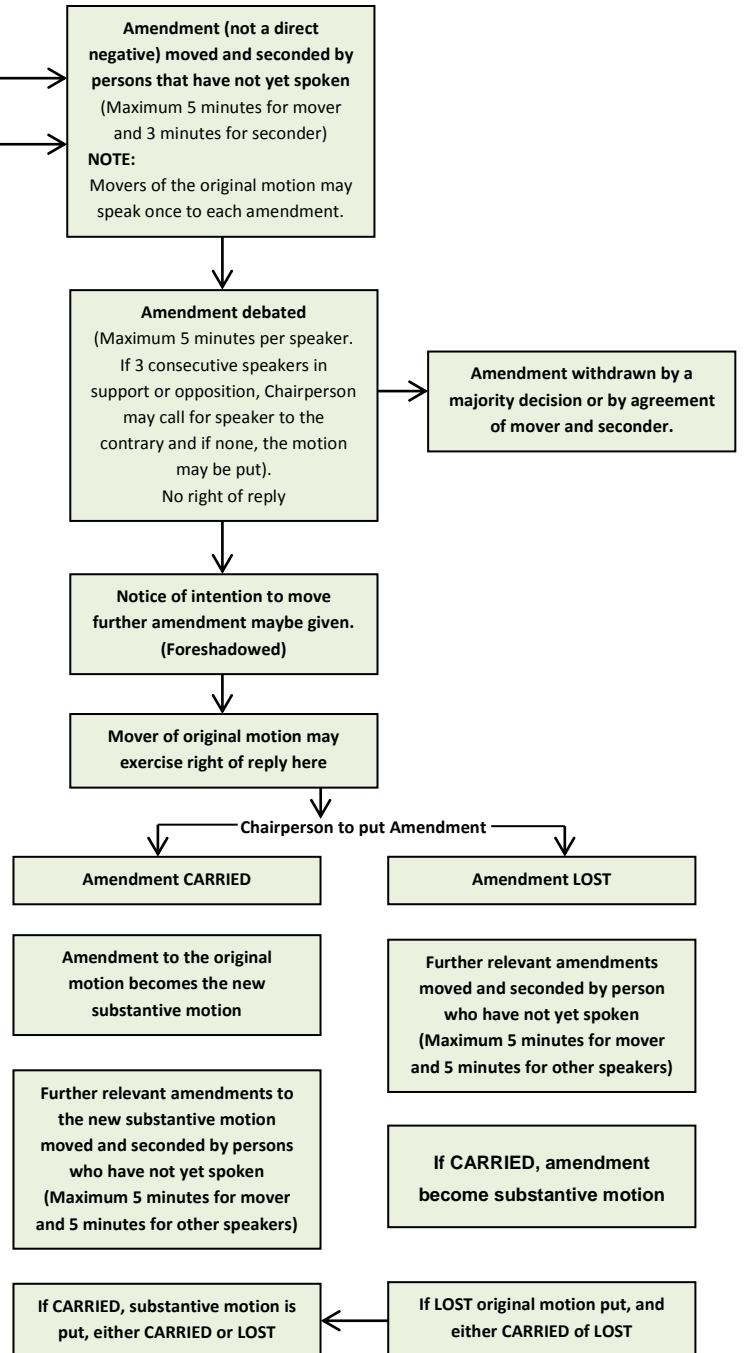 Amendment (not a direct
negative) moved and seconded by
persons that have not yet spoken
(Maximum 5 minutes for mover
and 3 minutes for seconder)
NOTE:
Movers of the original motion may
speak once to each amendment.
Amendment debated
(Maximum 5 minutes per speaker.
If 3 consecutive speakers in
support or opposition, Chairperson
may call for speaker to the
contrary and if none, the motion
may be put).
No right of reply
Amendment withdrawn by a
majority decision or by agreement
of mover and seconder.
Notice of intention to move
further amendment maybe given.
(Foreshadowed)
Mover of original motion may
exercise right of reply here
Chairperson to put Amendment
Amendment CARRIED
Amendment to the original
motion becomes the new
substantive motion
Further relevant amendments to
the new substantive motion
moved and seconded by persons
who have not yet spoken
(Maximum 5 minutes for mover
and 5 minutes for other speakers)
If CARRIED, substantive motion is
put, either CARRIED or LOST
Amendment LOST
Further relevant amendments
moved and seconded by person
who have not yet spoken
(Maximum 5 minutes for mover
and 5 minutes for other speakers)
If CARRIED, amendment
become substantive motion
If LOST original motion put, and
either CARRIED of LOST